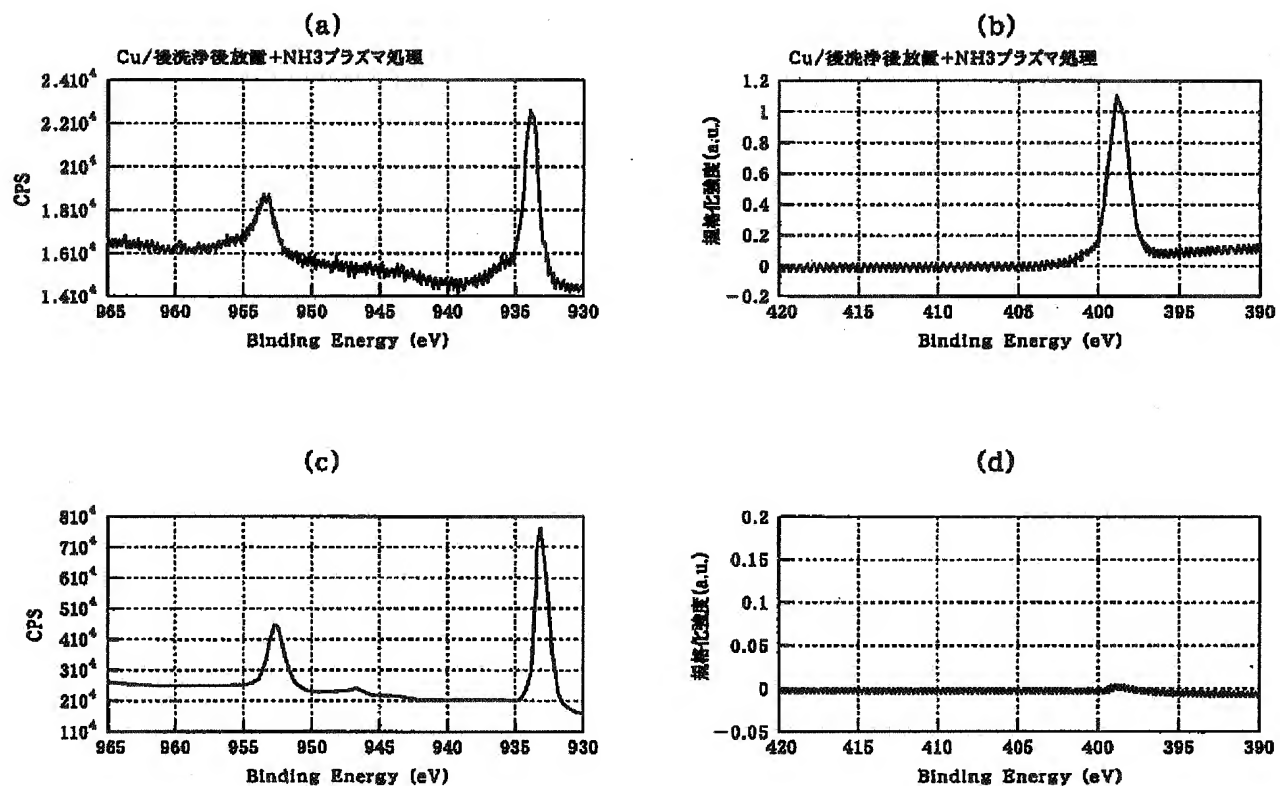 (a)
Cu/後洗浄後放置+NH3プラズマ処理
2.410⁴
2.210⁴
210⁴
1.810⁴
1.610⁴
1.410⁴
CPS
965 960 955 950 945 940 935 930
Binding Energy (eV)
(b)
Cu/後洗浄後放置+NH3プラズマ処理
1.2
1
0.8
0.6
0.4
0.2
0
-0.2
規格化強度(a.u.)
420 415 410 405 400 395 390
Binding Energy (eV)
(c)
810⁴
710⁴
610⁴
510⁴
410⁴
310⁴
210⁴
110⁴
CPS
965 960 955 950 945 940 935 930
Binding Energy (eV)
(d)
0.2
0.15
0.1
0.05
0
-0.05
規格化強度(a.u.)
420 415 410 405 400 395 390
Binding Energy (eV)